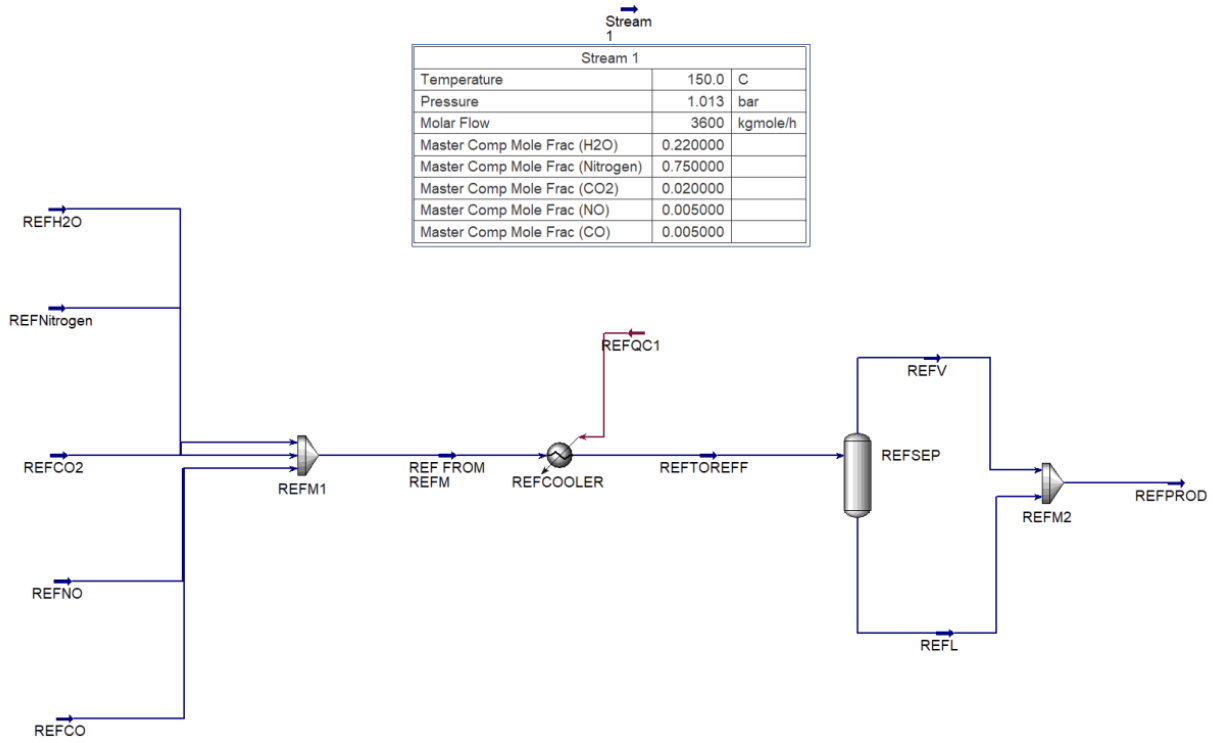 Stream
1
Stream 1
Temperature 150.0 C
Pressure 1.013 bar
Molar Flow 3600 kgmole/h
Master Comp Mole Frac (H2O) 0.220000
Master Comp Mole Frac (Nitrogen) 0.750000
Master Comp Mole Frac (CO2) 0.020000
Master Comp Mole Frac (NO) 0.005000
Master Comp Mole Frac (CO) 0.005000
REFH2O
REFNitrogen
REFQC1
REFV
REFCO2
REFM1
REF FROM
REFM
REFCOOLER
REFTOREFF
REFSEP
REFM2
REFPROD
REFNO
REFL
REFCO